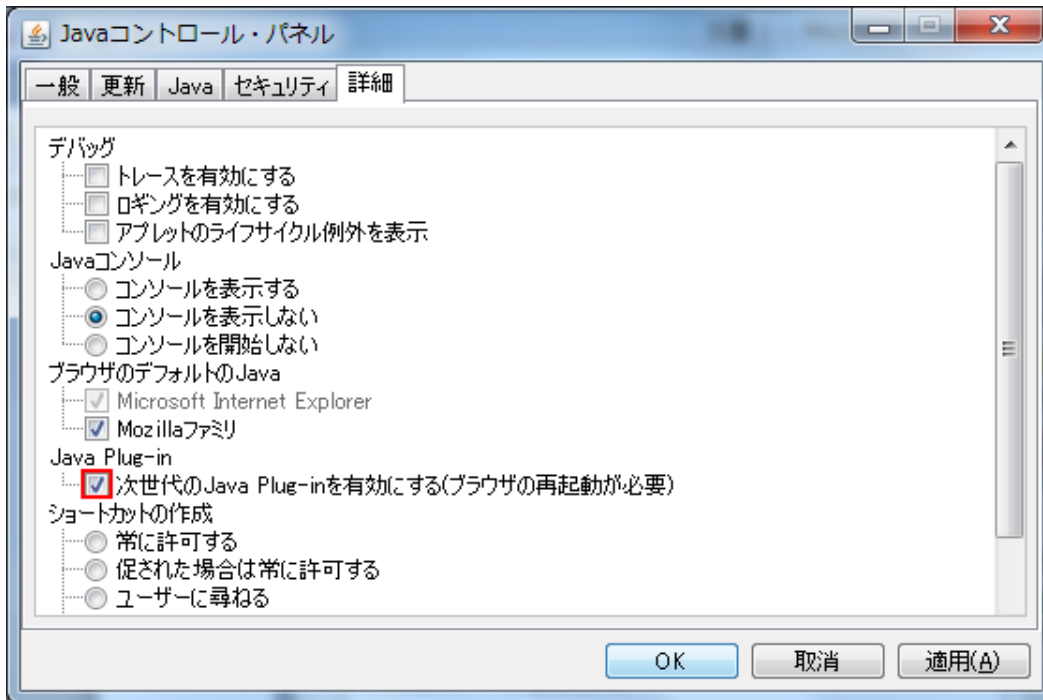 Javaコントロール・パネル
一般 更新 Java セキュリティ 詳細
デバッグ
トレースを有効にする
ロギングを有効にする
アプレットのライフサイクル例外を表示
Javaコンソール
コンソールを表示する
コンソールを表示しない
コンソールを開始しない
ブラウザのデフォルトのJava
Microsoft Internet Explorer
Mozillaファミリ
Java Plug-in
次世代のJava Plug-inを有効にする(ブラウザの再起動が必要)
ショートカットの作成
常に許可する
促された場合は常に許可する
ユーザーに尋ねる
OK 取消 適用(A)